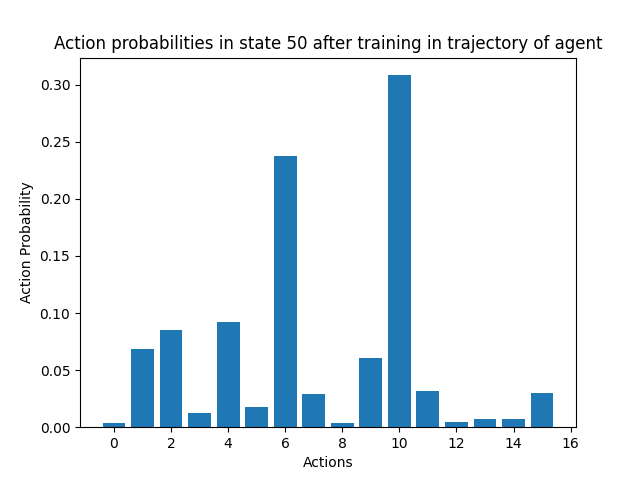 Action probabilities in state 50 after training in trajectory of agent
0.30
0.25
0.20
0.15
0.10
0.05
0.00
Action Probability
0 2 4 6 8 10 12 14 16
Actions